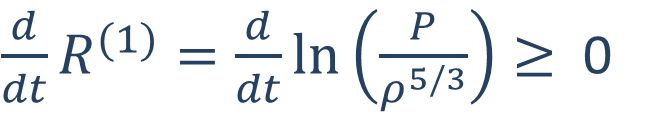 d/dt R^(1) = d/dt ln(P/ρ^5/3) ≥ 0